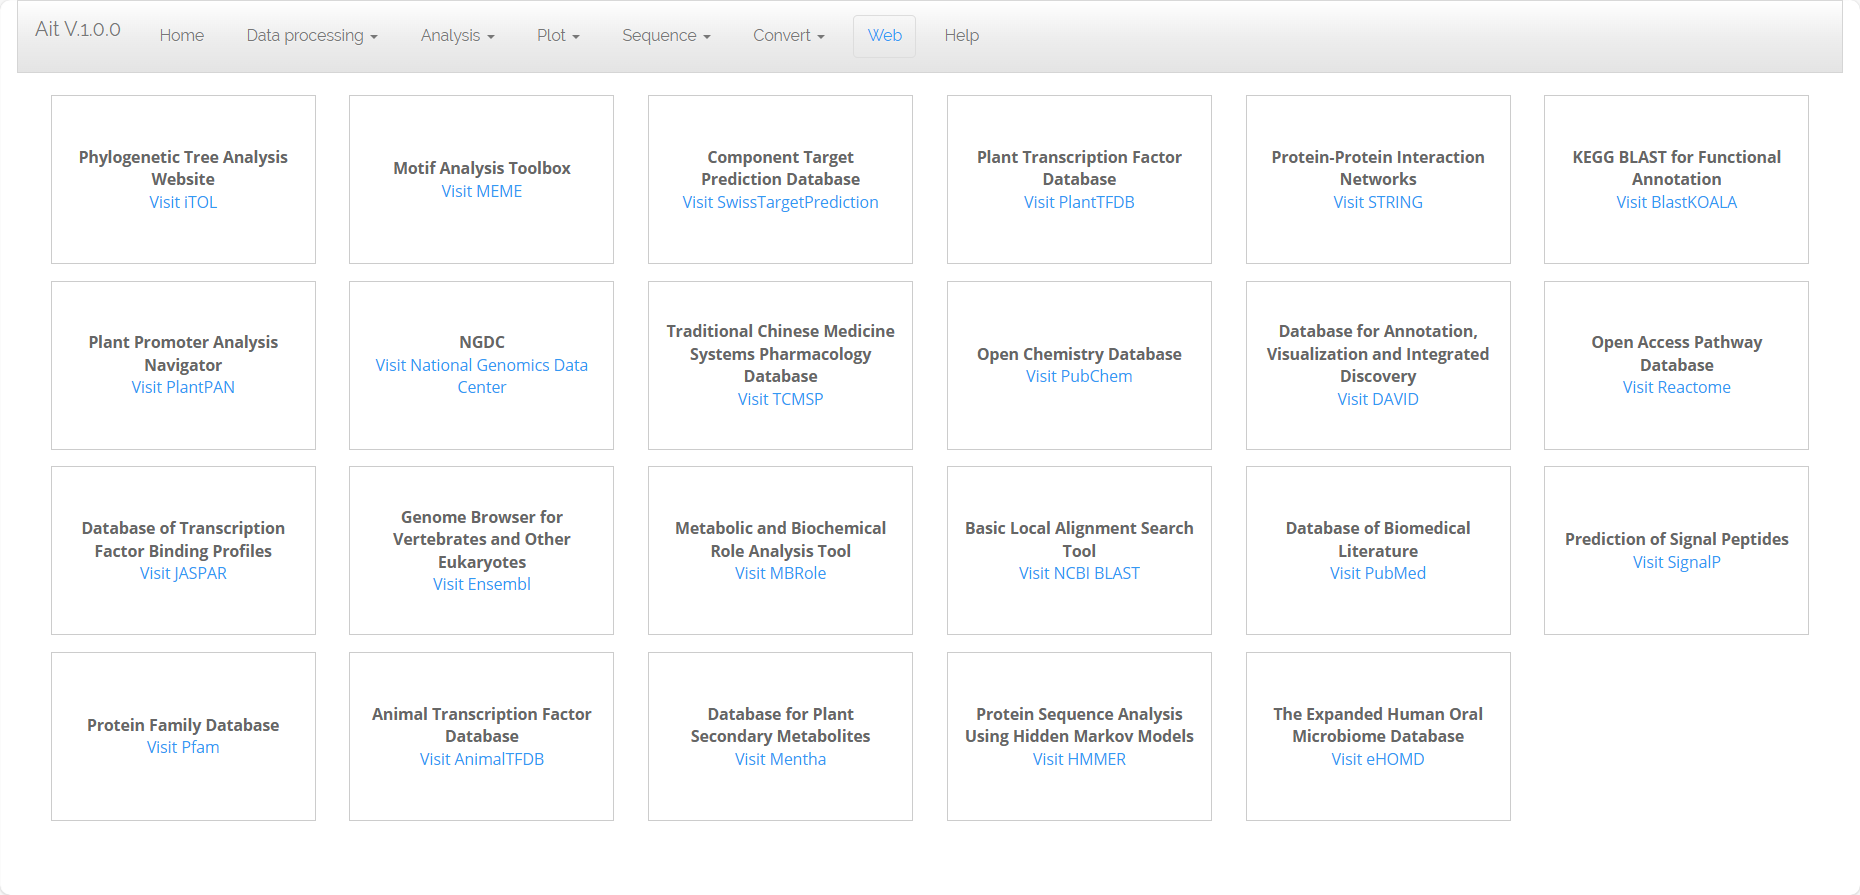 Ait V.1.0.0
Home
Data processing
Analysis
Plot
Sequence
Convert
Web
Help
Phylogenetic Tree Analysis
Website
Visit iTOL
Motif Analysis Toolbox
Visit MEME
Component Target
Prediction Database
Visit SwissTargetPrediction
Plant Transcription Factor
Database
Visit PlantTFDB
Protein-Protein Interaction
Networks
Visit STRING
KEGG BLAST for Functional
Annotation
Visit BlastKOALA
Plant Promoter Analysis
Navigator
Visit PlantPAN
NGDC
Visit National Genomics Data
Center
Traditional Chinese Medicine
Systems Pharmacology
Database
Visit TCMSP
Open Chemistry Database
Visit PubChem
Database for Annotation,
Visualization and Integrated
Discovery
Visit DAVID
Open Access Pathway
Database
Visit Reactome
Database of Transcription
Factor Binding Profiles
Visit JASPAR
Genome Browser for
Vertebrates and Other
Eukaryotes
Visit Ensembl
Metabolic and Biochemical
Role Analysis Tool
Visit MBRole
Basic Local Alignment Search
Tool
Visit NCBI BLAST
Database of Biomedical
Literature
Visit PubMed
Prediction of Signal Peptides
Visit SignalP
Protein Family Database
Visit Pfam
Animal Transcription Factor
Database
Visit AnimalTFDB
Database for Plant
Secondary Metabolites
Visit Mentha
Protein Sequence Analysis
Using Hidden Markov Models
Visit HMMER
The Expanded Human Oral
Microbiome Database
Visit eHOMD